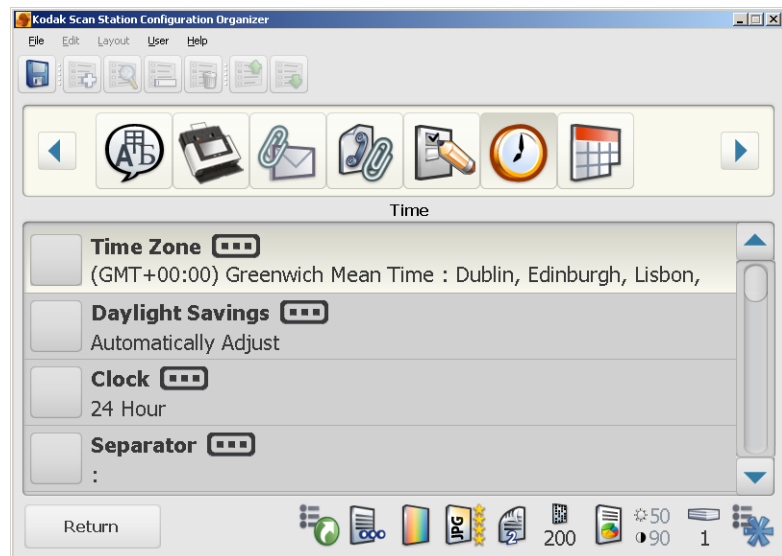 Kodak Scan Station Configuration Organizer
File Edit Layout User Help
А Б
Time
Time Zone
(GMT+00:00) Greenwich Mean Time : Dublin, Edinburgh, Lisbon,
Daylight Savings
Automatically Adjust
Clock
24 Hour
Separator
:
Return
JPG
2
200
50
90
1